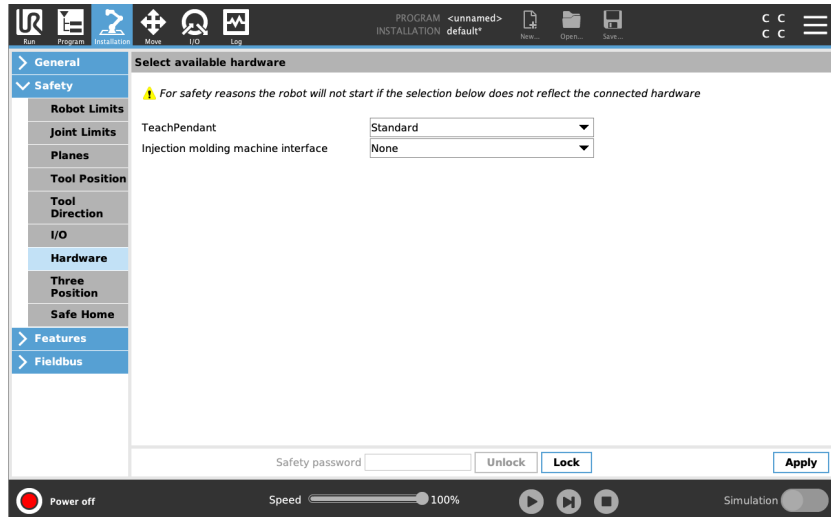 PROGRAM <unnamed>
INSTALLATION default*
UR
Run Program Installation Move I/O Log New... Open... Save...
C C
C C
General
Select available hardware
Safety
For safety reasons the robot will not start if the selection below does not reflect the connected hardware
Robot Limits
Joint Limits
TeachPendant Standard
Injection molding machine interface None
Planes
Tool Position
Tool
Direction
I/O
Hardware
Three
Position
Safe Home
Features
Fieldbus
Safety password Unlock Lock Apply
Power off Speed 100% Simulation